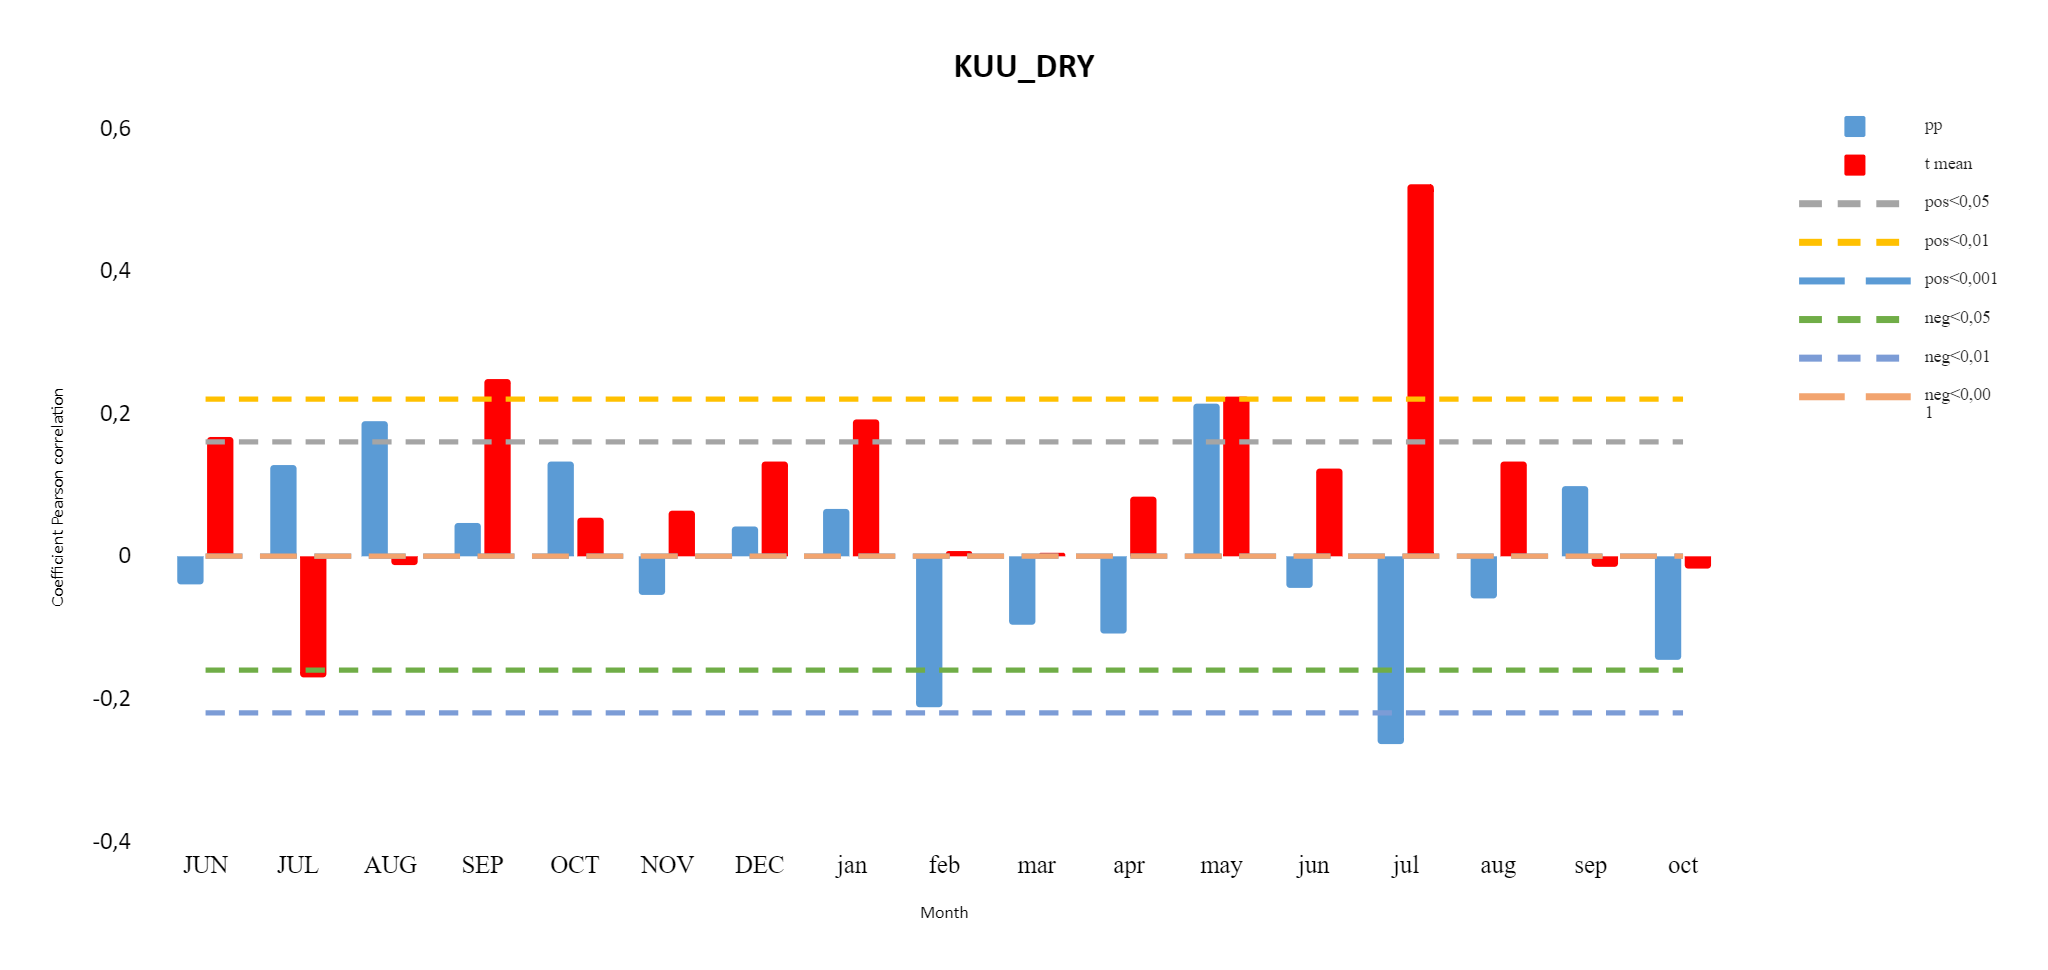 KUU_DRY
0,6
0,4
0,2
0
-0,2
-0,4
Coefficient Pearson correlation
JUN JUL AUG SEP OCT NOV DEC jan feb mar apr may jun jul aug sep oct
Month
pp
t mean
pos<0,05
pos<0,01
pos<0,001
neg<0,05
neg<0,01
neg<0,00
1